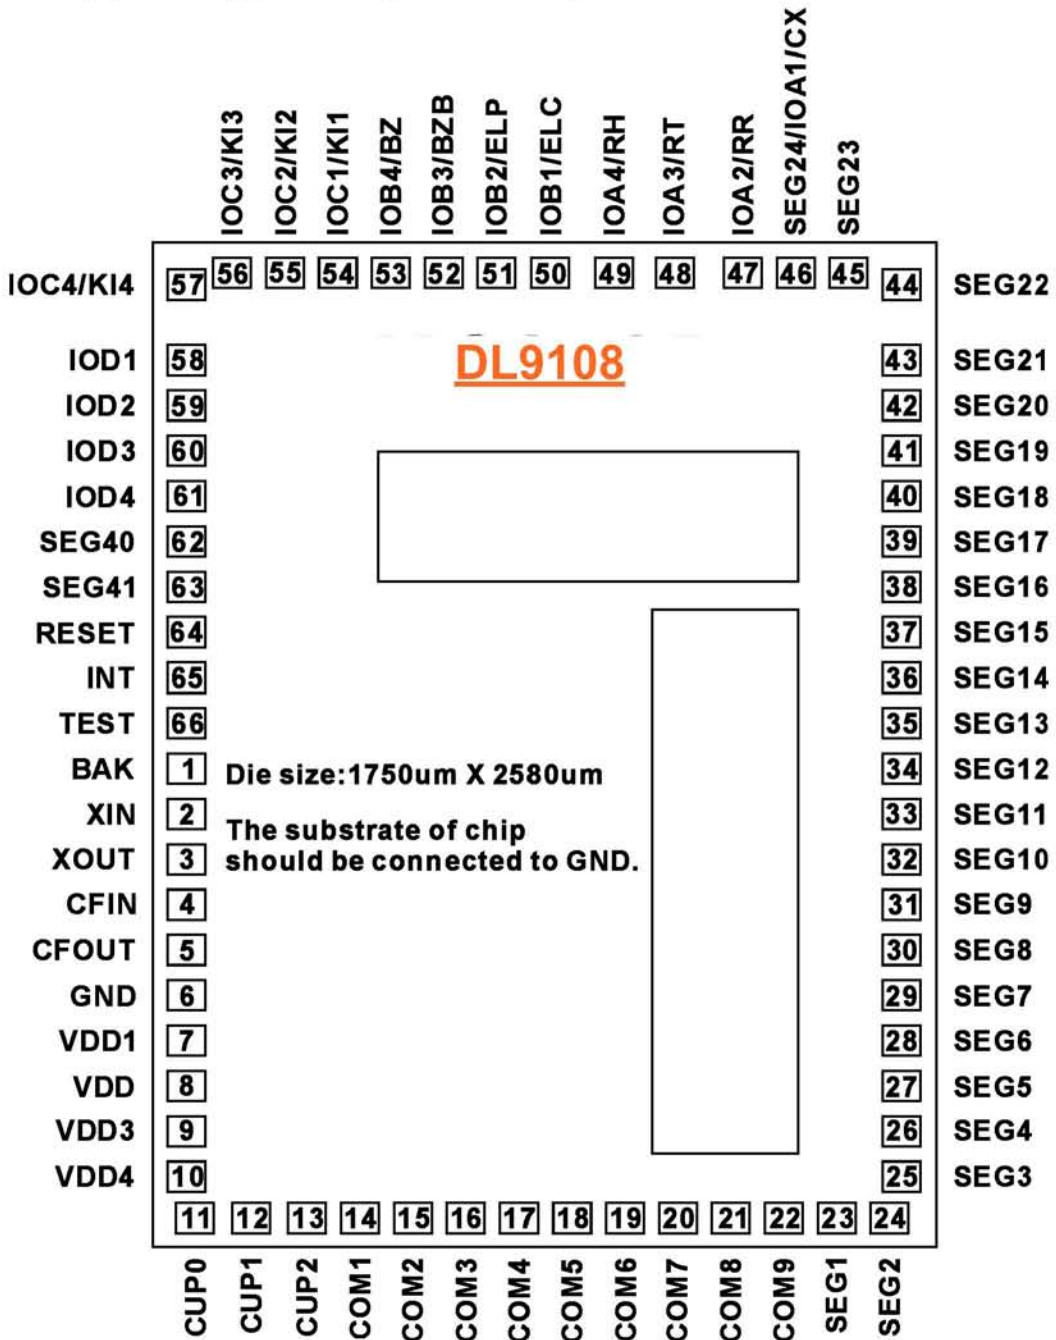 IOC3/KI3
IOC2/KI2
IOC1/KI1
IOB4/BZ
IOB3/BZB
IOB2/ELP
IOB1/ELC
IOA4/RH
IOA3/RT
IOA2/RR
SEG24/IOA1/CX
SEG23
IOC4/KI4 57 56 55 54 53 52 51 50 49 48 47 46 45 44 SEG22
DL9108
IOD1 58 43 SEG21
IOD2 59 42 SEG20
IOD3 60 41 SEG19
IOD4 61 40 SEG18
SEG40 62 39 SEG17
SEG41 63 38 SEG16
RESET 64 37 SEG15
INT 65 36 SEG14
TEST 66 35 SEG13
BAK 1 Die size:1750um X 2580um 34 SEG12
XIN 2 33 SEG11
The substrate of chip
XOUT 3 should be connected to GND. 32 SEG10
CFIN 4 31 SEG9
CFOUT 5 30 SEG8
GND 6 29 SEG7
VDD1 7 28 SEG6
VDD 8 27 SEG5
VDD3 9 26 SEG4
VDD4 10 25 SEG3
11 12 13 14 15 16 17 18 19 20 21 22 23 24
CUP0
CUP1
CUP2
COM1
COM2
COM3
COM4
COM5
COM6
COM7
COM8
COM9
SEG1
SEG2